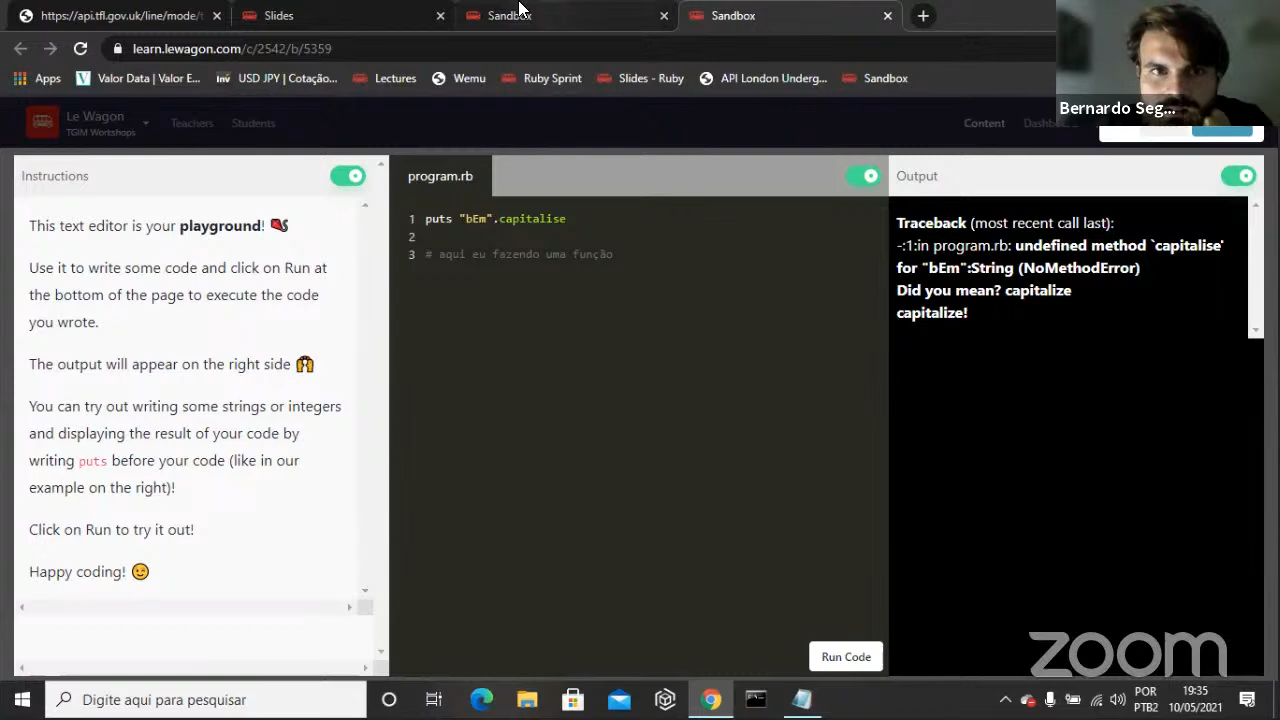 https://api.tfl.gov.uk/line/mode/t
Slides
Sandbox
Sandbox
learn.lewagon.com/c/2542/b/5359
Apps
Valor Data | Valor E...
inv
USD JPY | Cotação...
Lectures
Wemu
Ruby Sprint
Slides - Ruby
API London Underg...
Sandbox
Bernardo Seg...
Le Wagon
TGIM Workshops
Teachers
Students
Content
Instructions
This text editor is your playground!
Use it to write some code and click on Run at
the bottom of the page to execute the code
you wrote.
The output will appear on the right side
You can try out writing some strings or integers
and displaying the result of your code by
writing puts before your code (like in our
example on the right)!
Click on Run to try it out!
Happy coding!
program.rb
1 puts "bEm".capitalise
2
3 # aqui eu fazendo uma função
Run Code
Output
Traceback (most recent call last):
-:1:in program.rb: undefined method `capitalise'
for "bEm":String (NoMethodError)
Did you mean? capitalize
capitalize!
zoom
Digite aqui para pesquisar
POR
PTB2
19:35
10/05/2021